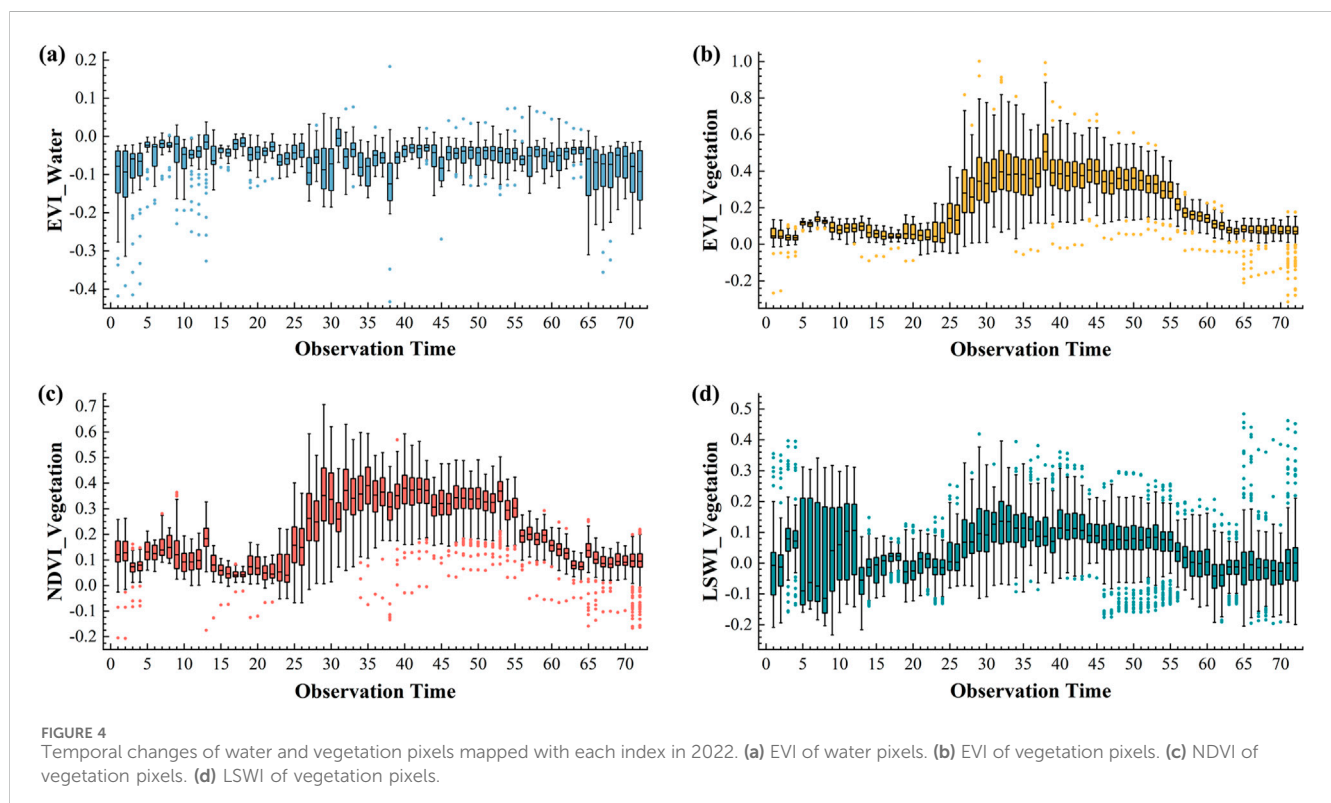 (a)
EVI_Water
0.2
0.1
0.0
-0.1
-0.2
-0.3
-0.4
0 5 10 15 20 25 30 35 40 45 50 55 60 65 70
Observation Time
(b)
EVI_Vegetation
1.0
0.8
0.6
0.4
0.2
0.0
-0.2
0 5 10 15 20 25 30 35 40 45 50 55 60 65 70
Observation Time
(c)
NDVI_Vegetation
0.7
0.6
0.5
0.4
0.3
0.2
0.1
0.0
-0.1
-0.2
0 5 10 15 20 25 30 35 40 45 50 55 60 65 70
Observation Time
(d)
LSWI_Vegetation
0.5
0.4
0.3
0.2
0.1
0.0
-0.1
-0.2
0 5 10 15 20 25 30 35 40 45 50 55 60 65 70
Observation Time
FIGURE 4
Temporal changes of water and vegetation pixels mapped with each index in 2022. (a) EVI of water pixels. (b) EVI of vegetation pixels. (c) NDVI of
vegetation pixels. (d) LSWI of vegetation pixels.